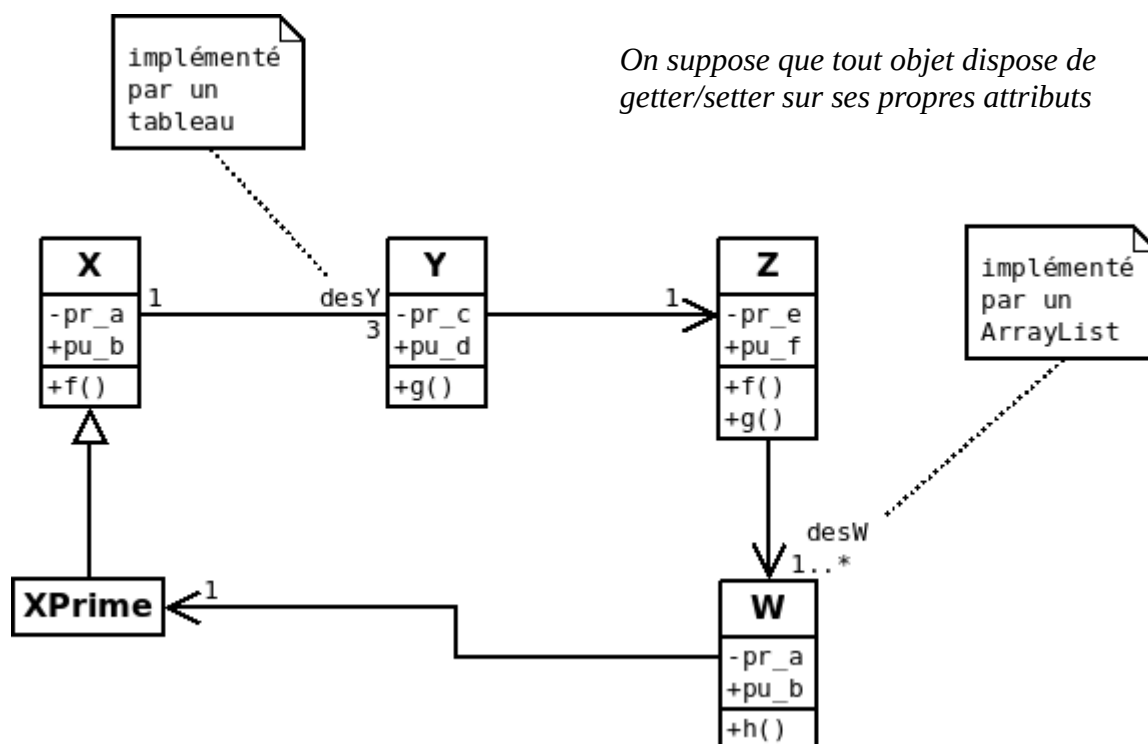 implémenté
par un
tableau
On suppose que tout objet dispose de
getter/setter sur ses propres attributs
X
-pr_a
+pu_b
+f()
1
desY
3
Y
-pr_c
+pu_d
+g()
1
Z
-pr_e
+pu_f
+f()
+g()
implémenté
par un
ArrayList
desW
1..*
XPrime
1
W
-pr_a
+pu_b
+h()